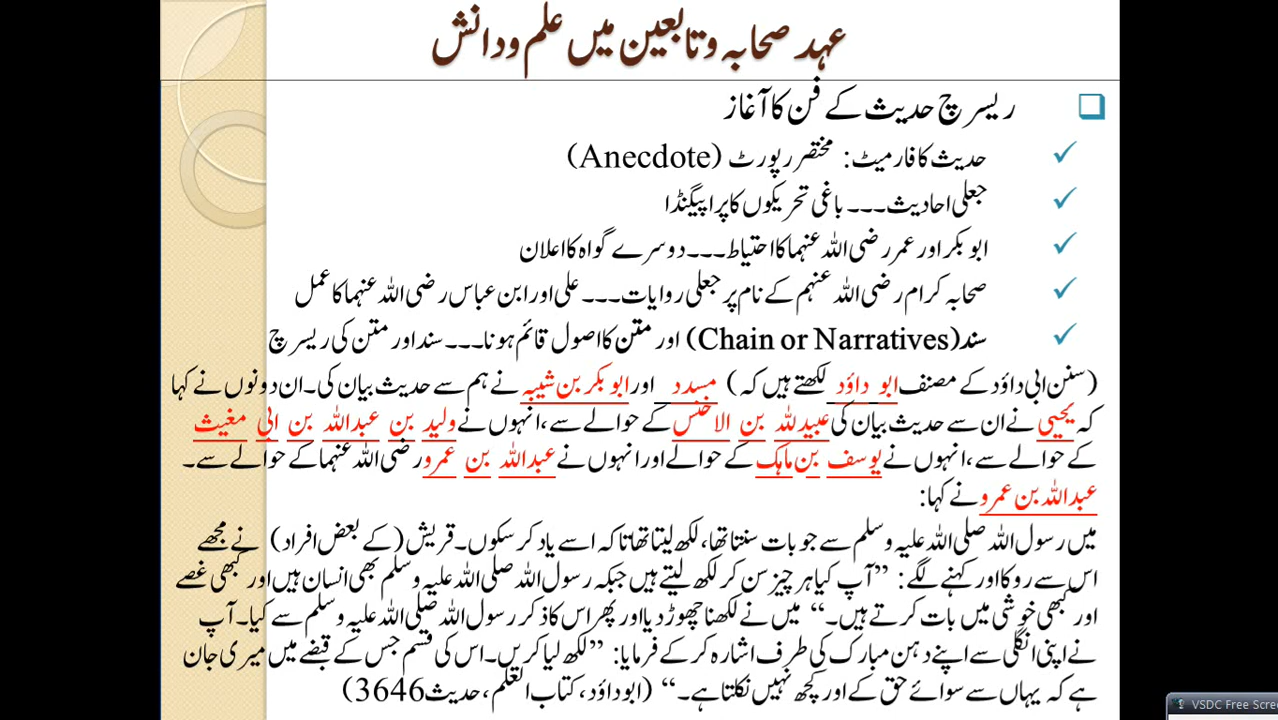 عہد صحابہ و تابعین میں علم و دانش
ریسرچ حدیث کے فن کا آغاز
حدیث کا فارمیٹ: مختصر رپورٹ (Anecdote)
جعلی احادیث۔۔۔ باغی تحریکوں کا پراپیگنڈا
ابو بکر اور عمر رضی اللہ عنہما کا احتیاط۔۔۔ دوسرے گواہ کا اعلان
صحابہ کرام رضی اللہ عنہم کے نام پر جعلی روایات۔۔۔ علی اور ابن عباس رضی اللہ عنہما کا عمل
سند (Chain or Narratives) اور متن کا اصول قائم ہونا۔۔۔ سند اور متن کی ریسرچ
(سنن ابی داؤد کے مصنف ابو داؤد لکھتے ہیں کہ) مسدد اور ابو بکر بن شیبہ نے ہم سے حدیث بیان کی۔ ان دونوں نے کہا
کہ یحیی نے ان سے حدیث بیان کی عبیدللہ بن الاخنس کے حوالے سے، انہوں نے ولید بن عبداللہ بن ابی مغیث
کے حوالے سے، انہوں نے یوسف بن ماہک کے حوالے اور انہوں نے عبداللہ بن عمرو رضی اللہ عنہما کے حوالے سے۔
عبداللہ بن عمرو نے کہا:
میں رسول اللہ صلی اللہ علیہ وسلم سے جو بات سنتا تھا، لکھ لیتا تھا تاکہ اسے یاد کر سکوں۔ قریش (کے بعض افراد) نے مجھے
اس سے روکا اور کہنے لگے: ”آپ کیا ہر چیز سن کر لکھ لیتے ہیں جبکہ رسول اللہ صلی اللہ علیہ وسلم بھی انسان ہیں اور کبھی غصے
اور کبھی خوشی میں بات کرتے ہیں۔“ میں نے لکھنا چھوڑ دیا اور پھر اس کا ذکر رسول اللہ صلی اللہ علیہ وسلم سے کیا۔ آپ
نے اپنی انگلی سے اپنے دہن مبارک کی طرف اشارہ کر کے فرمایا: ”لکھ لیا کریں۔ اس کی قسم جس کے قبضے میں میری جان
ہے کہ یہاں سے سوائے حق کے اور کچھ نہیں نکلتا ہے۔“ (ابوداؤد، کتاب العلم، حدیث 3646)
VSDC Free Scre